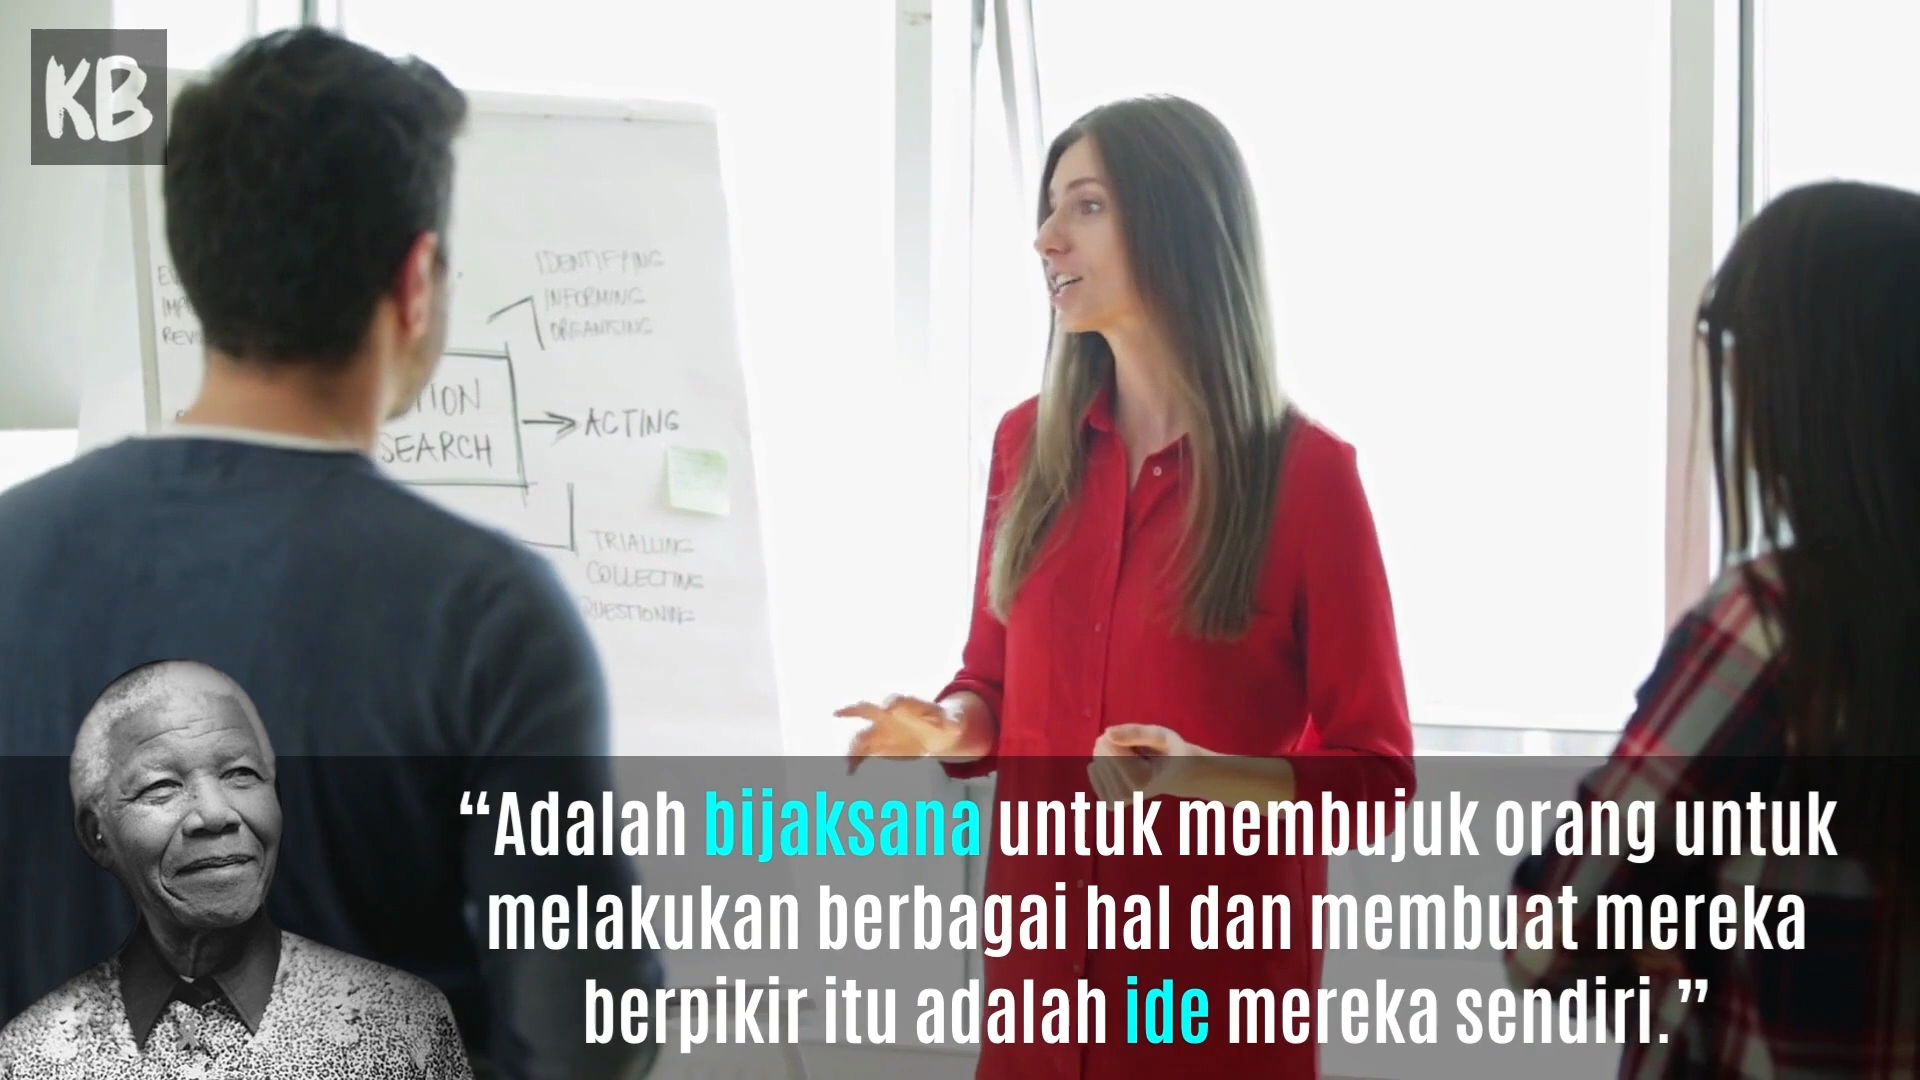 KB
IDENTIFYING
INFORMING
ORGANISING
ACTING
SEARCH
TRIALLING
COLLECTING
QUESTIONING
“Adalah bijaksana untuk membujuk orang untuk
melakukan berbagai hal dan membuat mereka
berpikir itu adalah ide mereka sendiri.”